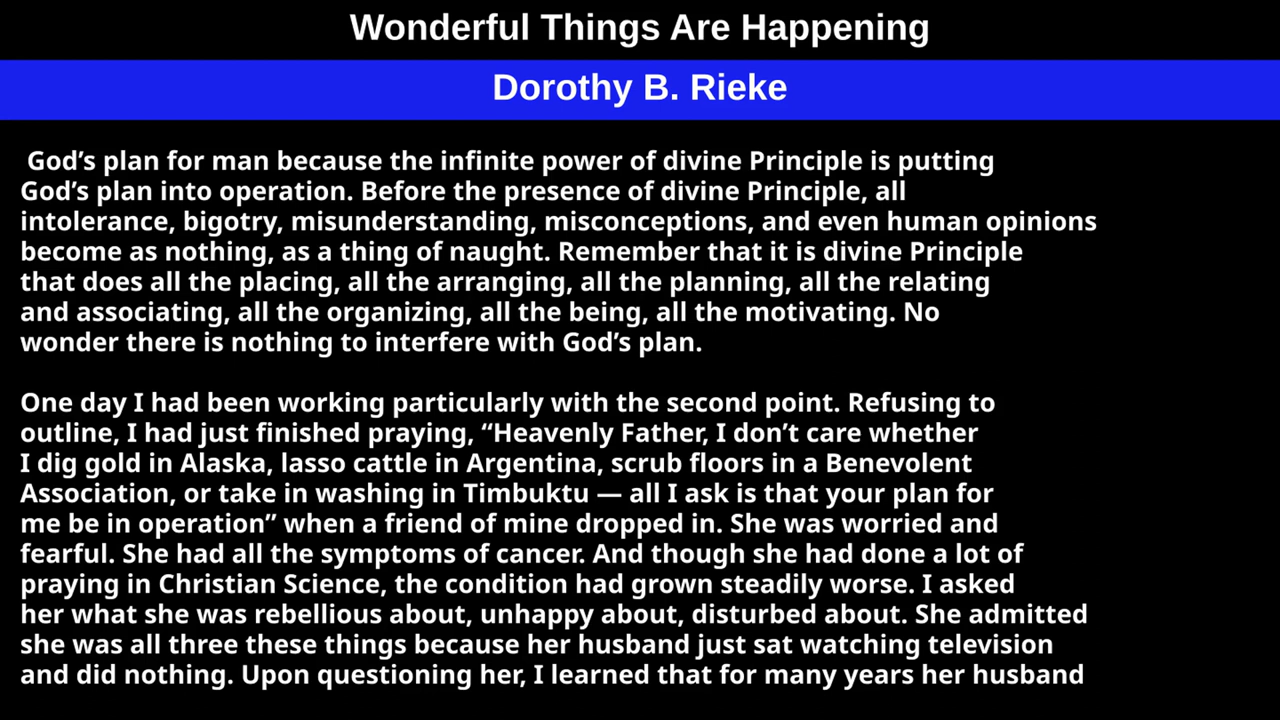 Wonderful Things Are Happening
Dorothy B. Rieke
God’s plan for man because the infinite power of divine Principle is putting
God’s plan into operation. Before the presence of divine Principle, all
intolerance, bigotry, misunderstanding, misconceptions, and even human opinions
become as nothing, as a thing of naught. Remember that it is divine Principle
that does all the placing, all the arranging, all the planning, all the relating
and associating, all the organizing, all the being, all the motivating. No
wonder there is nothing to interfere with God’s plan.
One day I had been working particularly with the second point. Refusing to
outline, I had just finished praying, “Heavenly Father, I don’t care whether
I dig gold in Alaska, lasso cattle in Argentina, scrub floors in a Benevolent
Association, or take in washing in Timbuktu — all I ask is that your plan for
me be in operation” when a friend of mine dropped in. She was worried and
fearful. She had all the symptoms of cancer. And though she had done a lot of
praying in Christian Science, the condition had grown steadily worse. I asked
her what she was rebellious about, unhappy about, disturbed about. She admitted
she was all three these things because her husband just sat watching television
and did nothing. Upon questioning her, I learned that for many years her husband